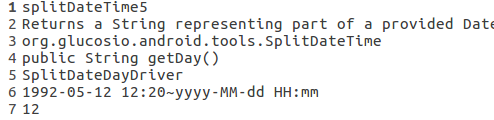 1 splitDateTime5
2 Returns a String representing part of a provided Date
3 org.glucosio.android.tools.SplitDateTime
4 public String getDay()
5 SplitDateDayDriver
6 1992-05-12 12:20~yyyy-MM-dd HH:mm
7 12